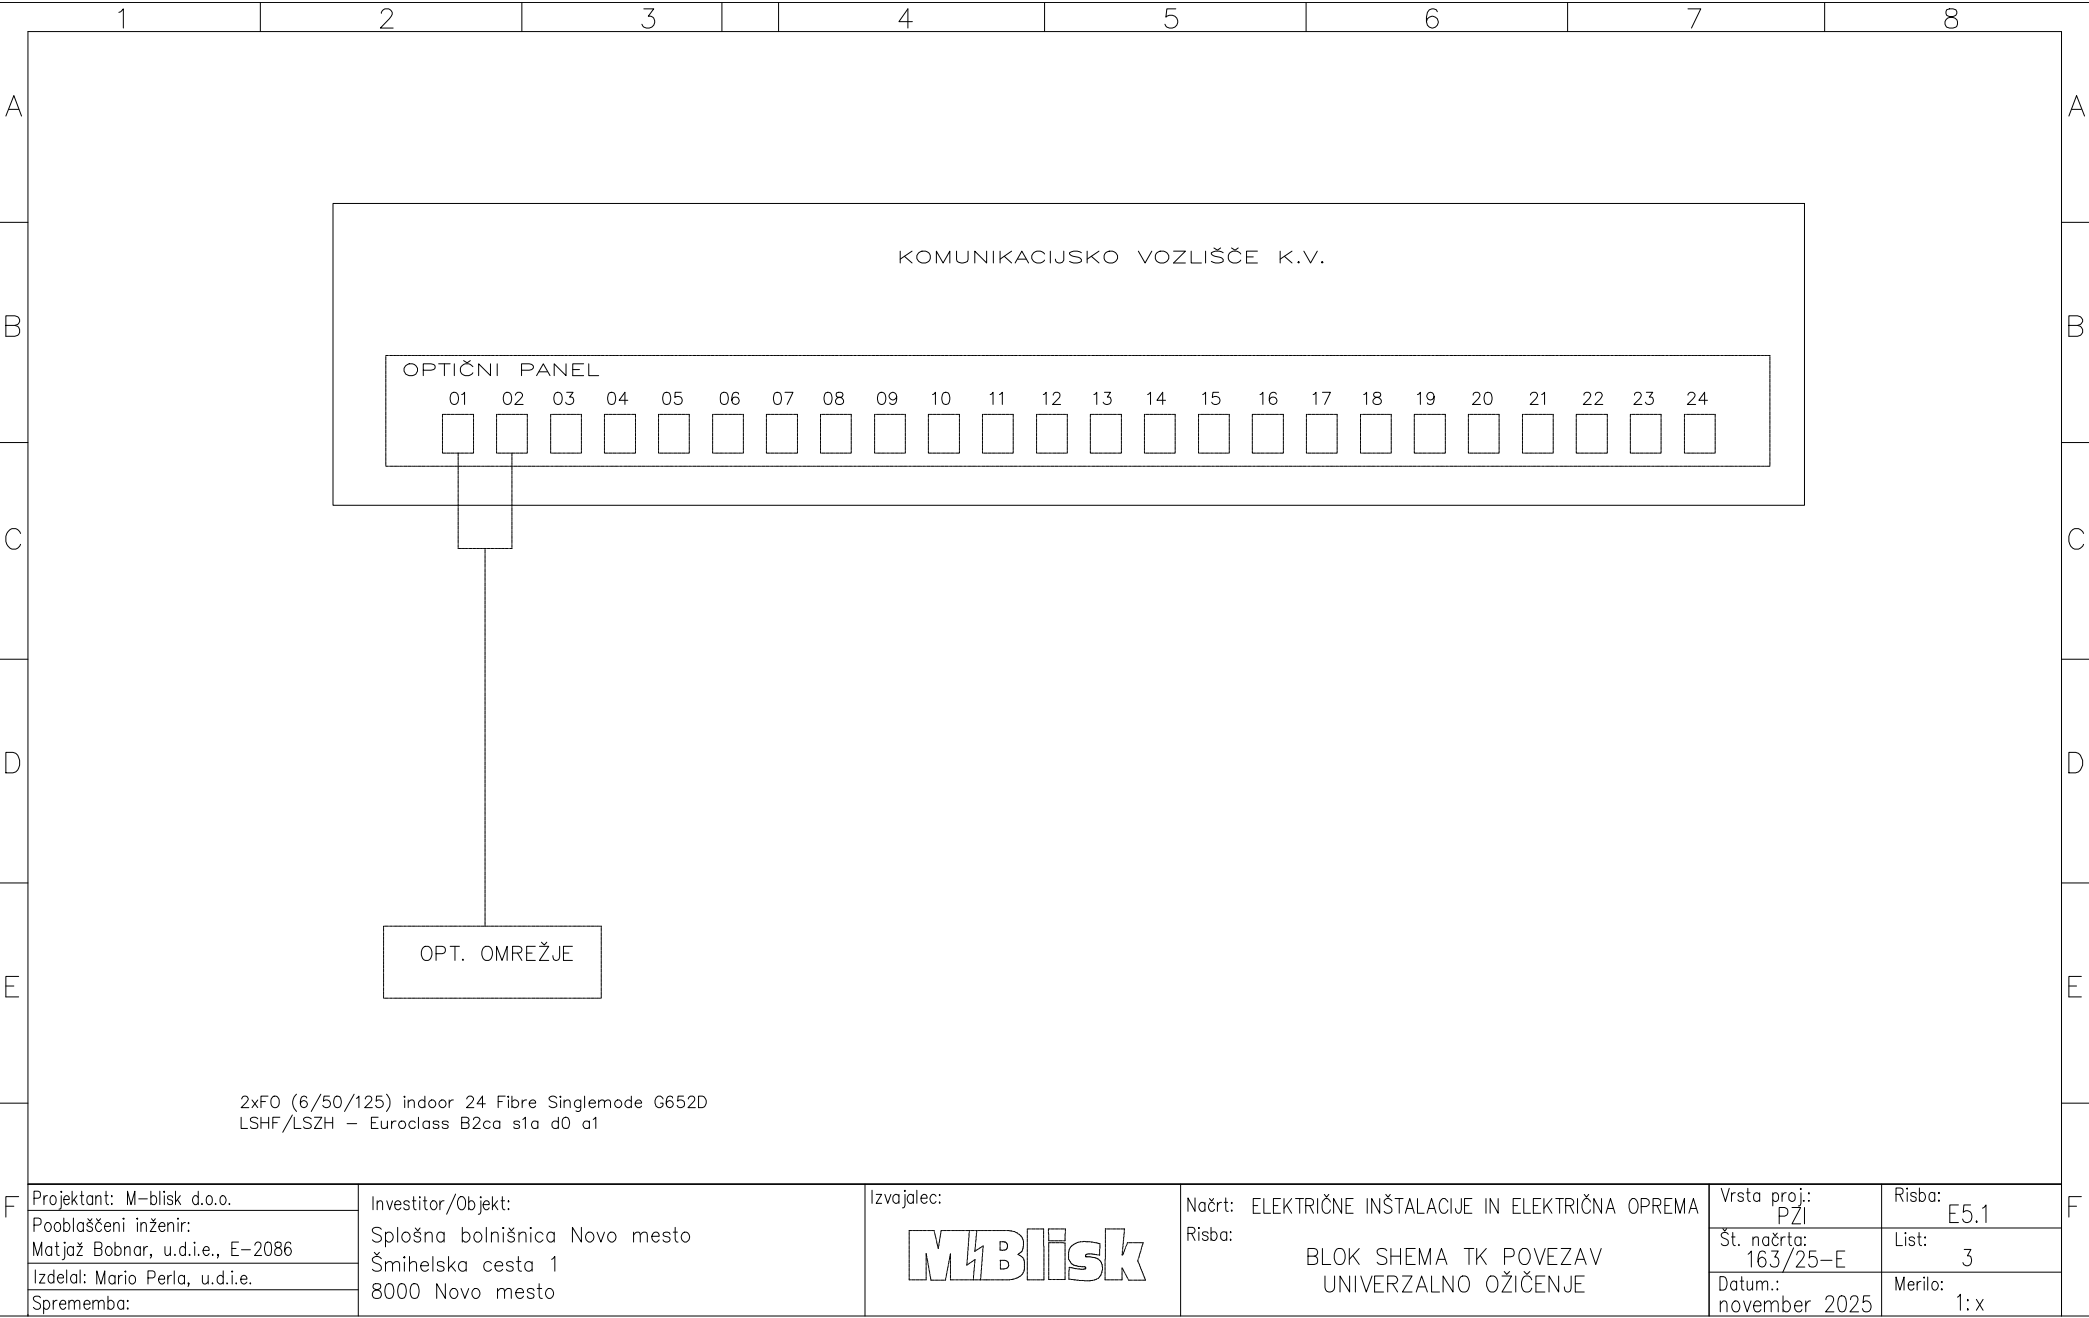 1 2 3 4 5 6 7 8
A A
B B
C C
D D
E E
F F
KOMUNIKACIJSKO VOZLIŠČE K.V.
OPTIČNI PANEL
01 02 03 04 05 06 07 08 09 10 11 12 13 14 15 16 17 18 19 20 21 22 23 24
OPT. OMREŽJE
2xFO (6/50/125) indoor 24 Fibre Singlemode G652D
LSHF/LSZH – Euroclass B2ca s1a d0 a1
Projektant: M-blisk d.o.o.
Pooblaščeni inženir:
Matjaž Bobnar, u.d.i.e., E-2086
Izdelal: Mario Perla, u.d.i.e.
Sprememba:
Investitor/Objekt:
Splošna bolnišnica Novo mesto
Šmihelska cesta 1
8000 Novo mesto
Izvajalec:
M Blisk
Načrt: ELEKTRIČNE INŠTALACIJE IN ELEKTRIČNA OPREMA
Risba:
BLOK SHEMA TK POVEZAV
UNIVERZALNO OŽIČENJE
Vrsta proj.:
PZI
Št. načrta:
163/25-E
Datum.:
november 2025
Risba:
E5.1
List:
3
Merilo:
1:x